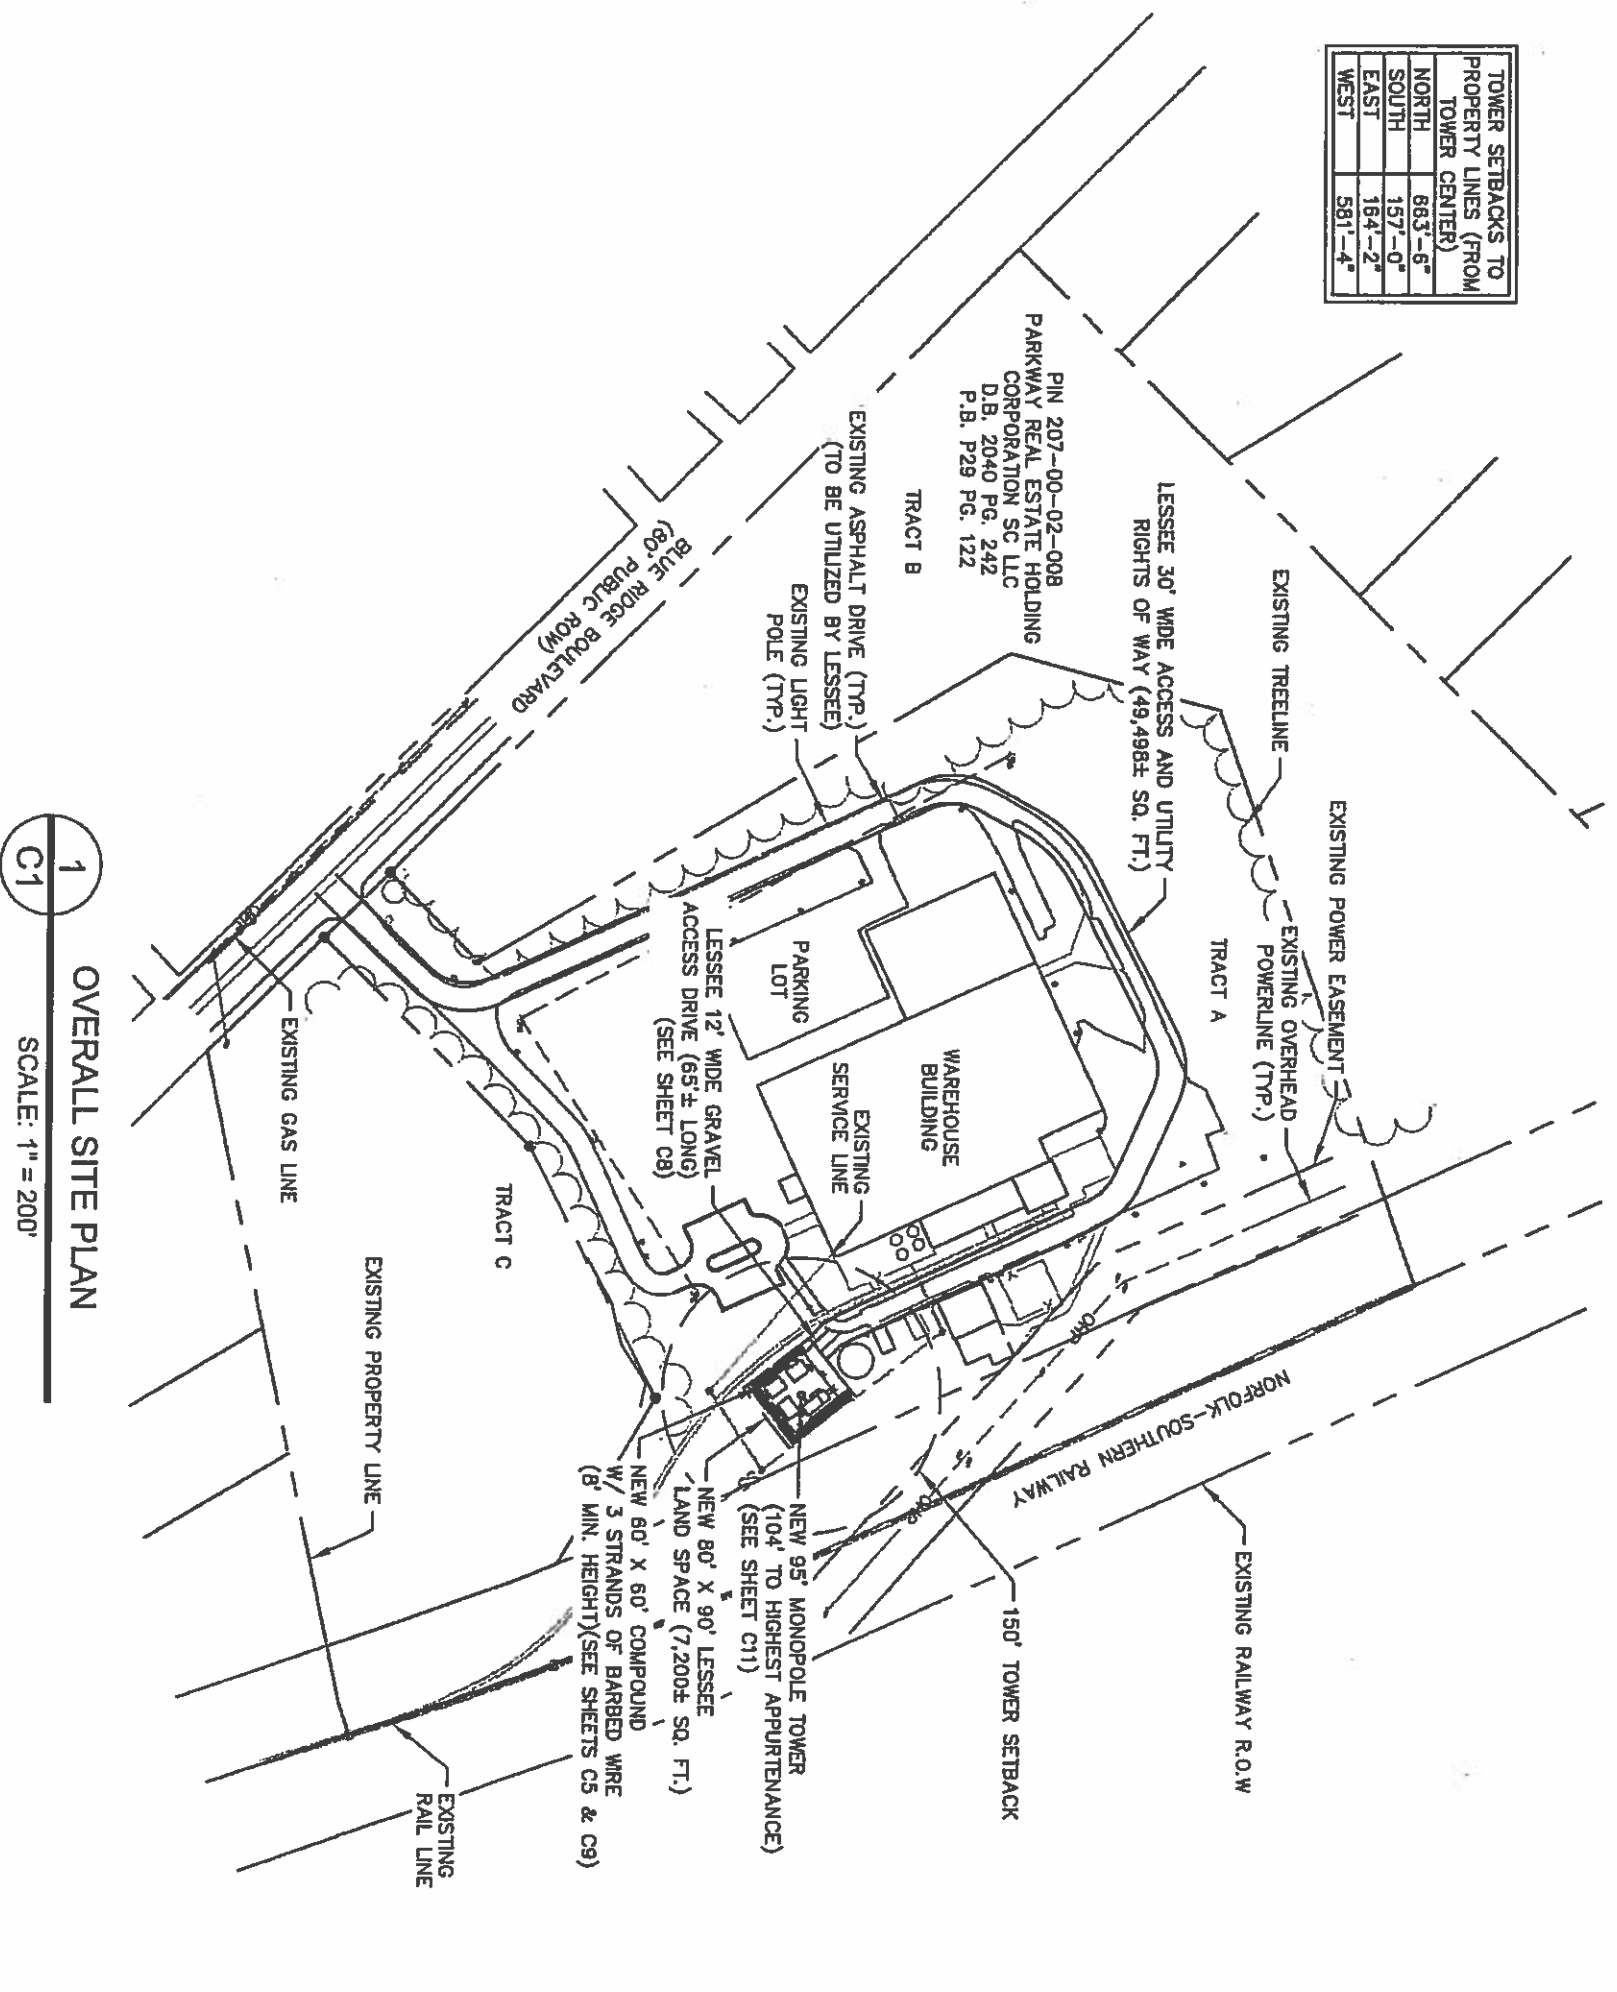 TOWER SETBACKS TO
PROPERTY LINES (FROM
TOWER CENTER)
NORTH 663'-6"
SOUTH 157'-0"
EAST 164'-2"
WEST 581'-4"
EXISTING TREELINE
EXISTING POWER EASEMENT
EXISTING OVERHEAD
POWERLINE (TYP.)
TRACT A
LESSEE 30' WIDE ACCESS AND UTILITY
RIGHTS OF WAY (49,498± SQ. FT.)
PIN 207-00-02-008
PARKWAY REAL ESTATE HOLDING
CORPORATION SC LLC
D.B. 2040 PG. 242
P.B. P29 PG. 122
TRACT B
EXISTING ASPHALT DRIVE (TYP.)
(TO BE UTILIZED BY LESSEE)
EXISTING LIGHT
POLE (TYP.)
BLUE RIDGE BOULEVARD
(80' PUBLIC ROW)
WAREHOUSE
BUILDING
EXISTING
SERVICE LINE
PARKING
LOT
LESSEE 12' WIDE GRAVEL
ACCESS DRIVE (65'± LONG)
(SEE SHEET C8)
OHP
OHP
NORFOLK-SOUTHERN RAILWAY
EXISTING RAILWAY R.O.W
150' TOWER SETBACK
NEW 95' MONOPOLE TOWER
(104' TO HIGHEST APPURTENANCE)
(SEE SHEET C11)
NEW 80' X 90' LESSEE
LAND SPACE (7,200± SQ. FT.)
NEW 60' X 60' COMPOUND
W/ 3 STRANDS OF BARBED WIRE
(8' MIN. HEIGHT)(SEE SHEETS C5 & C9)
TRACT C
EXISTING GAS LINE
EXISTING PROPERTY LINE
EXISTING
RAIL LINE
1
C1
OVERALL SITE PLAN
SCALE: 1" = 200'